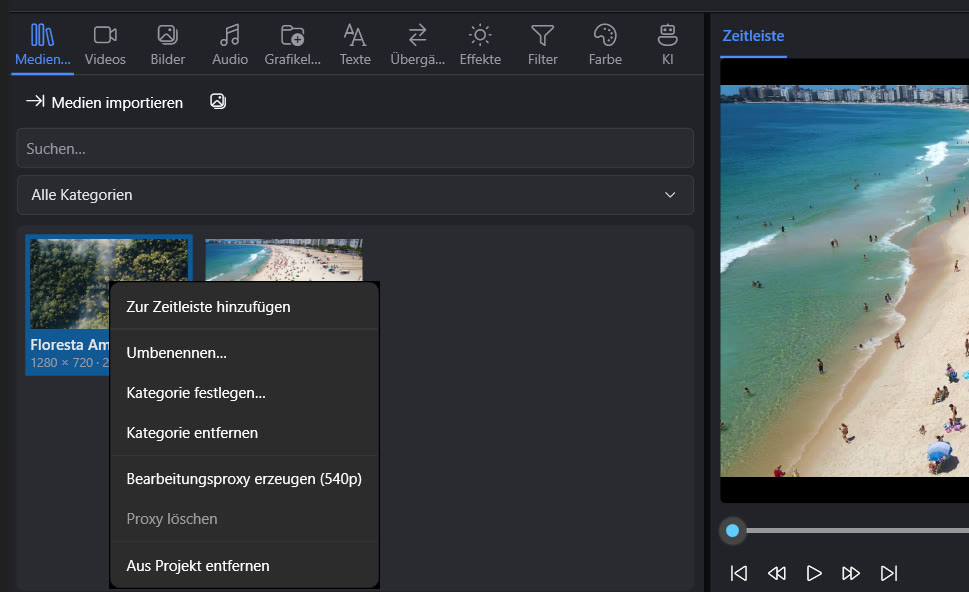 Medien...
Videos
Bilder
Audio
Grafikel...
Texte
Übergä...
Effekte
Filter
Farbe
KI
Zeitleiste
Medien importieren
Suchen...
Alle Kategorien
Floresta Am
1280 × 720 · 2
Zur Zeitleiste hinzufügen
Umbenennen...
Kategorie festlegen...
Kategorie entfernen
Bearbeitungsproxy erzeugen (540p)
Proxy löschen
Aus Projekt entfernen